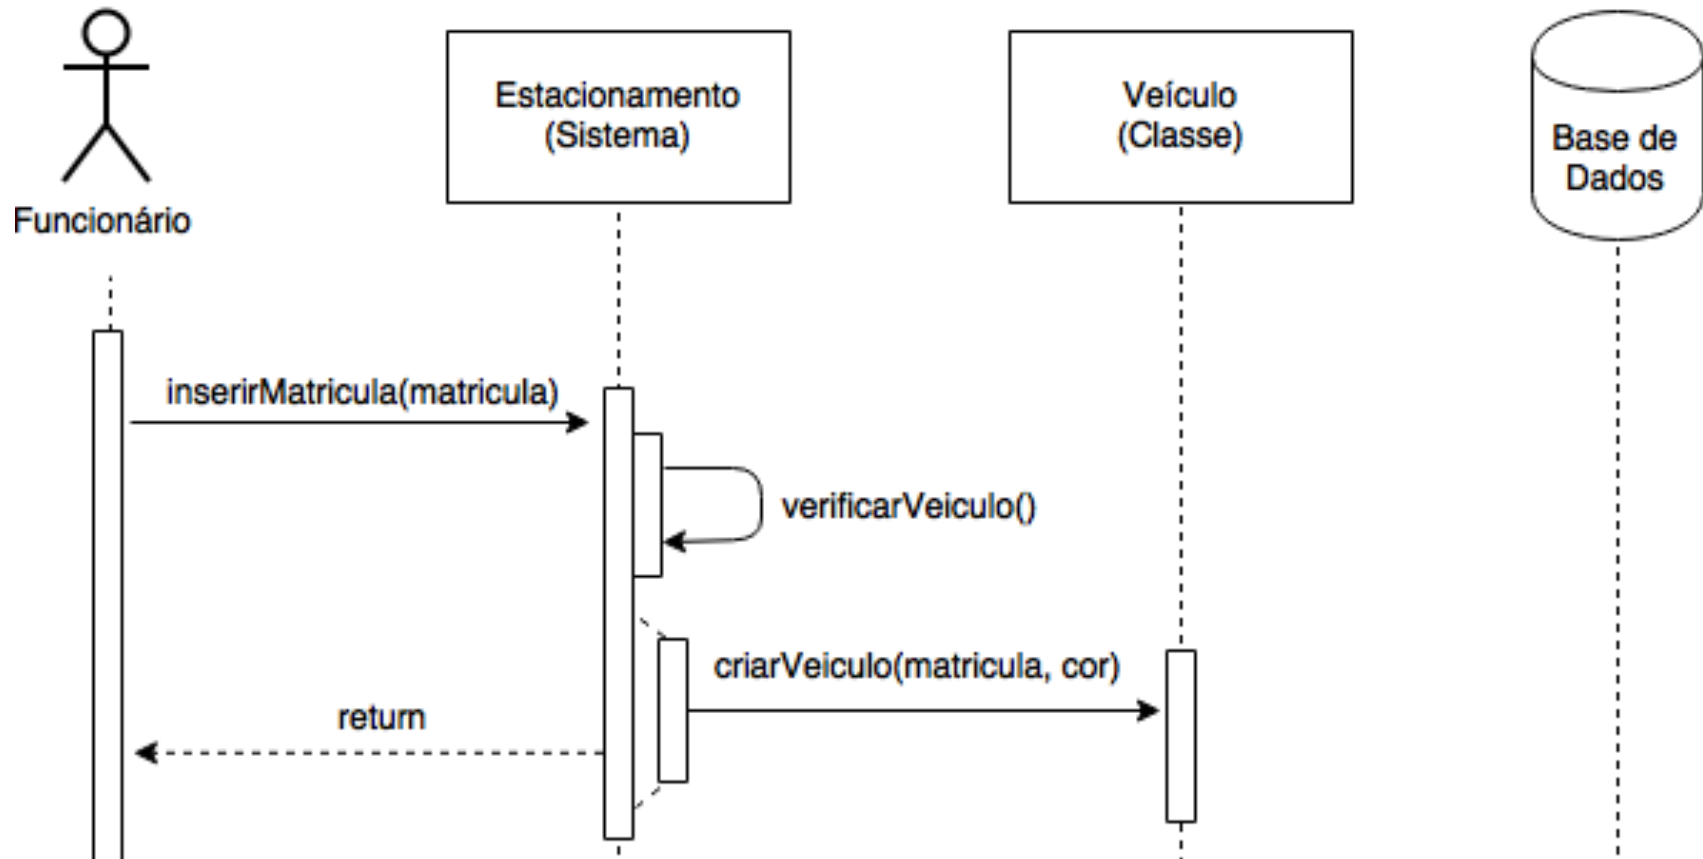 Estacionamento
(Sistema)
Veículo
(Classe)
Base de
Dados
Funcionário
inserirMatricula(matricula)
verificarVeiculo()
criarVeiculo(matricula, cor)
return